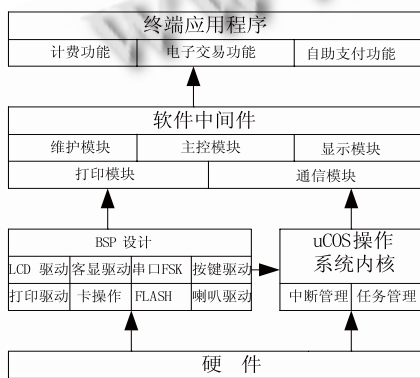 终端应用程序
计费功能 电子交易功能 自助支付功能
软件中间件
维护模块 主控模块 显示模块
打印模块 通信模块
BSP 设计
LCD 驱动 客显驱动 串口FSK 按键驱动
打印驱动 卡操作 FLASH 喇叭驱动
uCOS操作
系统内核
中断管理 任务管理
硬 件